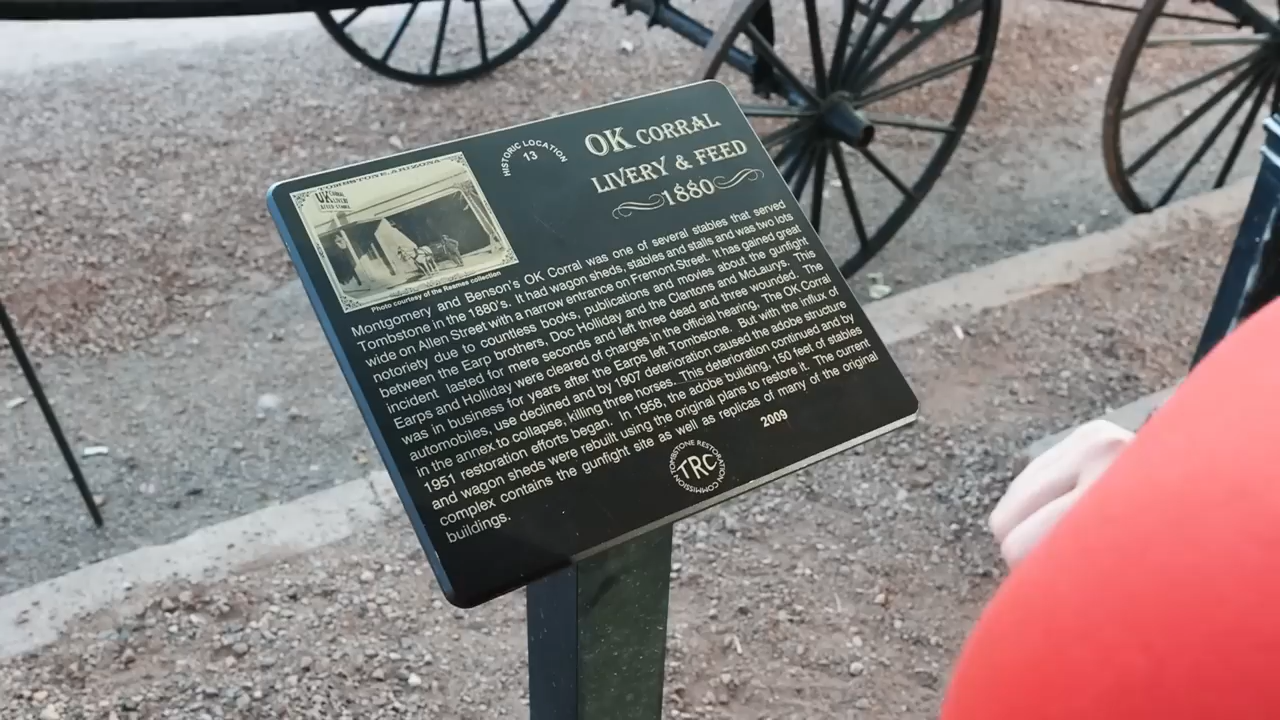 TOMBSTONE, ARIZONA
OK CORRAL
LIVERY
& FEED STABLE
Photo courtesy of the Reames collection
HISTORIC LOCATION
13
OK CORRAL
LIVERY & FEED
1880
Montgomery and Benson's OK Corral was one of several stables that served
Tombstone in the 1880's. It had wagon sheds, stables and stalls and was two lots
wide on Allen Street with a narrow entrance on Fremont Street. It has gained great
notoriety due to countless books, publications and movies about the gunfight
between the Earp brothers, Doc Holliday and the Clantons and McLaurys. This
incident lasted for mere seconds and left three dead and three wounded. The
Earps and Holliday were cleared of charges in the official hearing. The OK Corral
was in business for years after the Earps left Tombstone. But with the influx of
automobiles, use declined and by 1907 deterioration caused the adobe structure
in the annex to collapse, killing three horses. This deterioration continued and by
1951 restoration efforts began. In 1958, the adobe building, 150 feet of stables
and wagon sheds were rebuilt using the original plans to restore it. The current
complex contains the gunfight site as well as replicas of many of the original
buildings.
2009
TOMBSTONE RESTORATION
TRC
COMMISSION